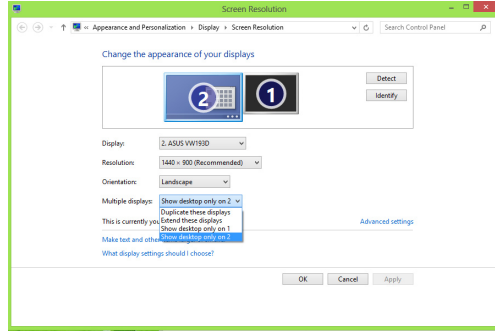 Screen Resolution
« Appearance and Personalization ▸ Display ▸ Screen Resolution
Search Control Panel
Change the appearance of your displays
2
1
Detect
Identify
Display: 2. ASUS VW193D
Resolution: 1440 × 900 (Recommended)
Orientation: Landscape
Multiple displays: Show desktop only on 2
Duplicate these displays
This is currently you Extend these displays Advanced settings
Show desktop only on 1
Make text and other Show desktop only on 2
What display settings should I choose?
OK Cancel Apply